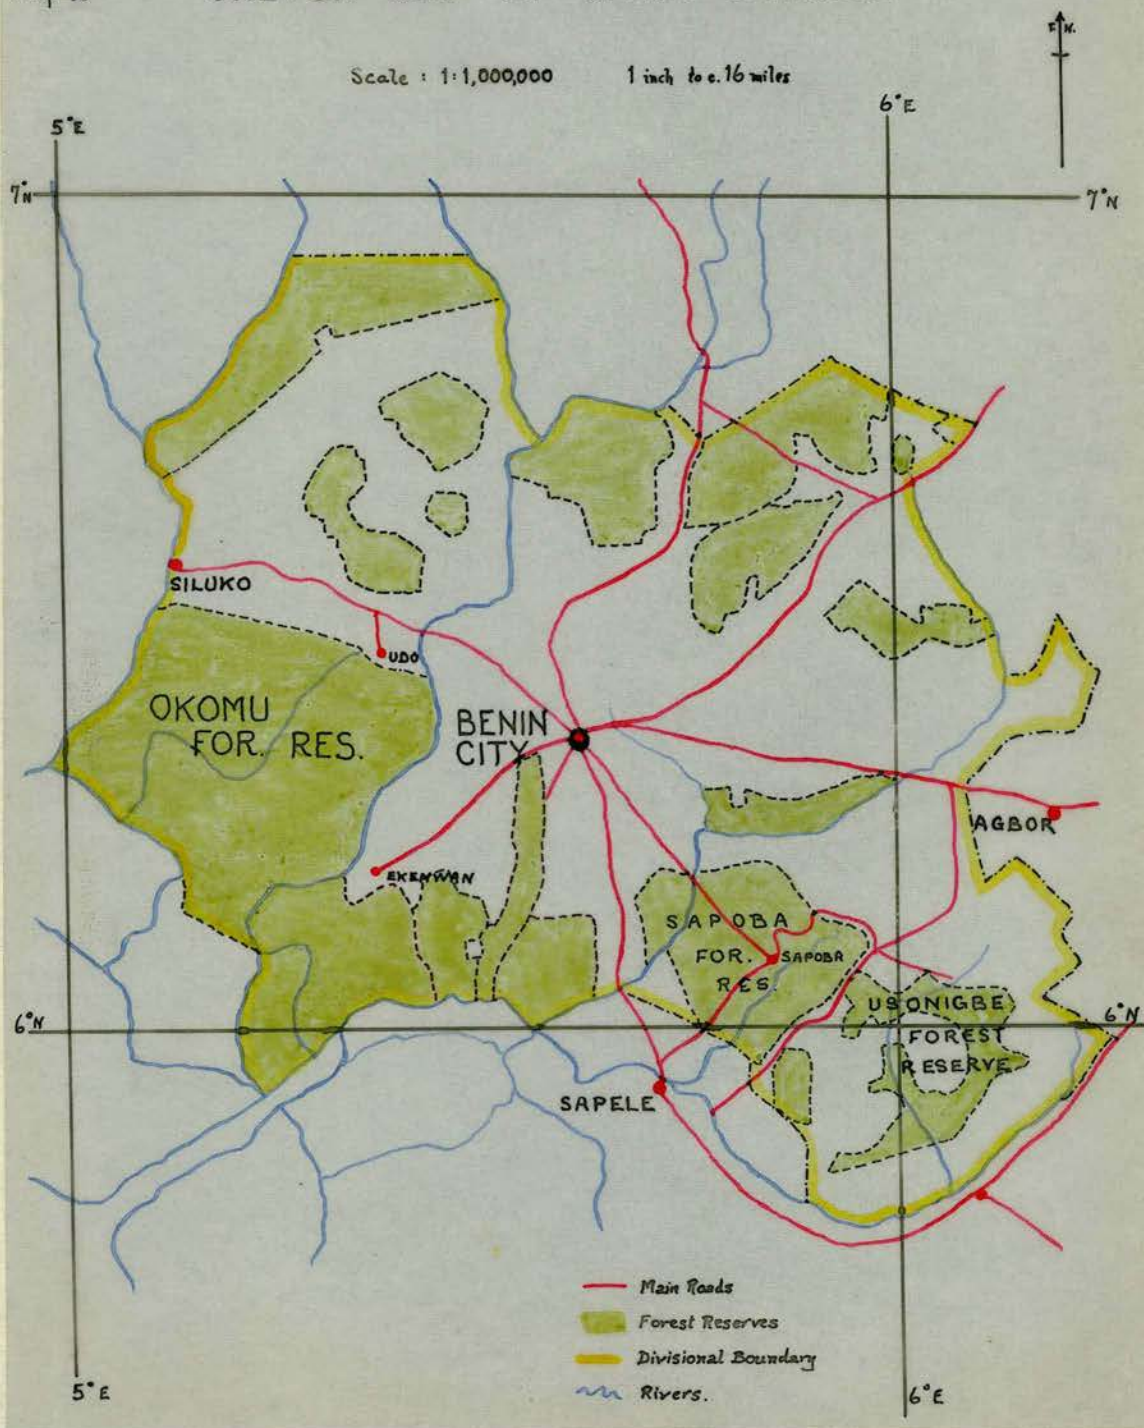 Scale : 1:1,000,000 1 inch to c. 16 miles
N.
5°E
6°E
7°N
7°N
SILUKO
UDO
OKOMU
FOR. RES.
BENIN
CITY
AGBOR
EKENWAN
SAPOBA
FOR.
SAPOBA
RES.
USONIGBE
6°N
6°N
FOREST
RESERVE
SAPELE
Main Roads
Forest Reserves
Divisional Boundary
Rivers.
5°E
6°E